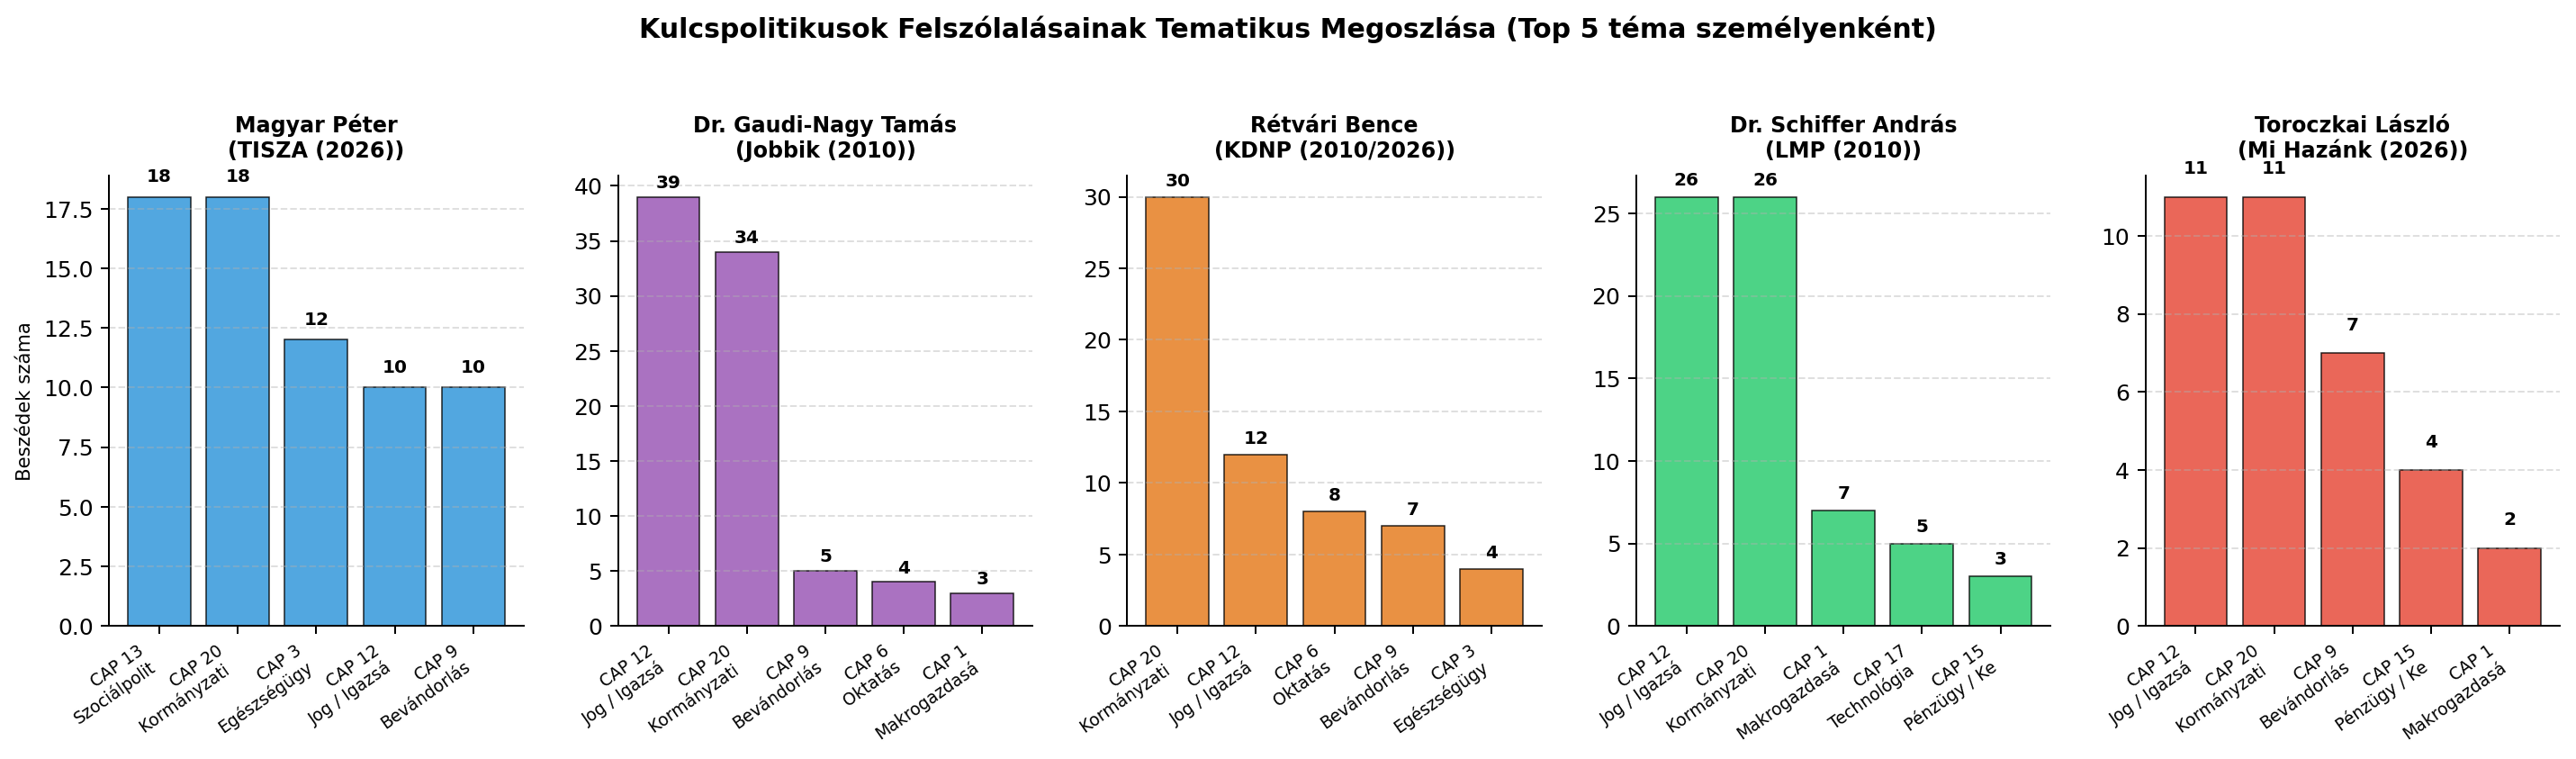 Kulcspolitikusok Felszólalásainak Tematikus Megoszlása (Top 5 téma személyenként)
Magyar Péter
(TISZA (2026))
Beszédek száma
17.5
15.0
12.5
10.0
7.5
5.0
2.5
0.0
18
18
12
10
10
CAP 13
Szociálpolit
CAP 20
Kormányzati
CAP 3
Egészségügy
CAP 12
Jog / Igazsá
CAP 9
Bevándorlás
Dr. Gaudi-Nagy Tamás
(Jobbik (2010))
40
35
30
25
20
15
10
5
0
39
34
5
4
3
CAP 12
Jog / Igazsá
CAP 20
Kormányzati
CAP 9
Bevándorlás
CAP 6
Oktatás
CAP 1
Makrogazdasá
Rétvári Bence
(KDNP (2010/2026))
30
25
20
15
10
5
0
30
12
8
7
4
CAP 20
Kormányzati
CAP 12
Jog / Igazsá
CAP 6
Oktatás
CAP 9
Bevándorlás
CAP 3
Egészségügy
Dr. Schiffer András
(LMP (2010))
25
20
15
10
5
0
26
26
7
5
3
CAP 12
Jog / Igazsá
CAP 20
Kormányzati
CAP 1
Makrogazdasá
CAP 17
Technológia
CAP 15
Pénzügy / Ke
Toroczkai László
(Mi Hazánk (2026))
10
8
6
4
2
0
11
11
7
4
2
CAP 12
Jog / Igazsá
CAP 20
Kormányzati
CAP 9
Bevándorlás
CAP 15
Pénzügy / Ke
CAP 1
Makrogazdasá